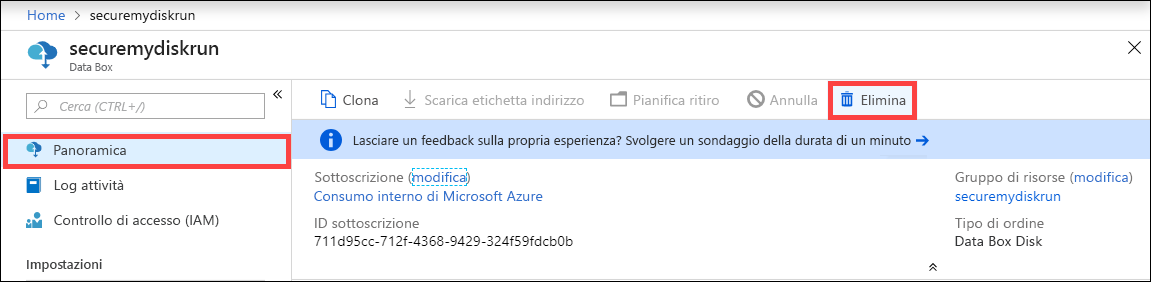 Home > securemydiskrun
securemydiskrun
Data Box
Cerca (CTRL+/)
«
Panoramica
Log attività
Controllo di accesso (IAM)
Impostazioni
Clona Scarica etichetta indirizzo Pianifica ritiro Annulla Elimina
Lasciare un feedback sulla propria esperienza? Svolgere un sondaggio della durata di un minuto →
Sottoscrizione (modifica)
Consumo interno di Microsoft Azure
ID sottoscrizione
711d95cc-712f-4368-9429-324f59fdcb0b
Gruppo di risorse (modifica)
securemydiskrun
Tipo di ordine
Data Box Disk